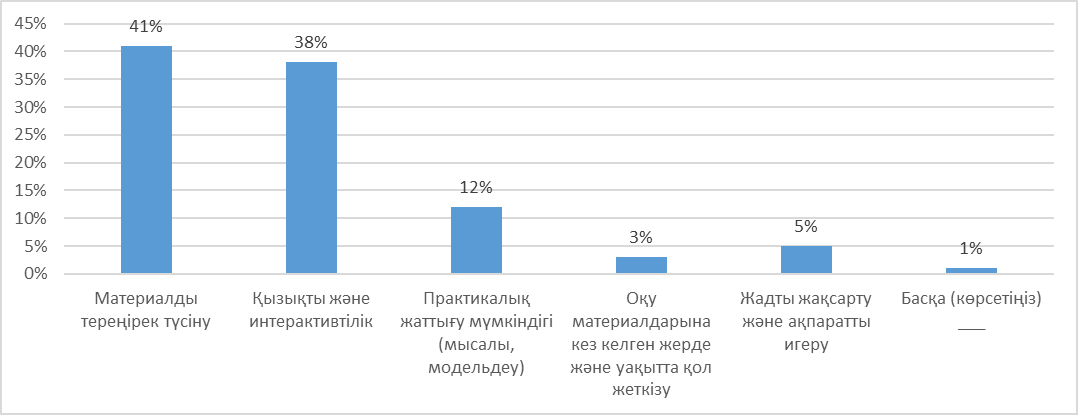 45%
40%
35%
30%
25%
20%
15%
10%
5%
0%
41%
38%
12%
3%
5%
1%
Материалды
тереңірек түсіну
Қызықты және
интерактивтілік
Практикалық
жаттығу мүмкіндігі
(мысалы,
модельдеу)
Оқу
материалдарына
кез келген жерде
және уақытта қол
жеткізу
Жадты жақсарту
және ақпаратты
игеру
Басқа (көрсетіңіз)
___